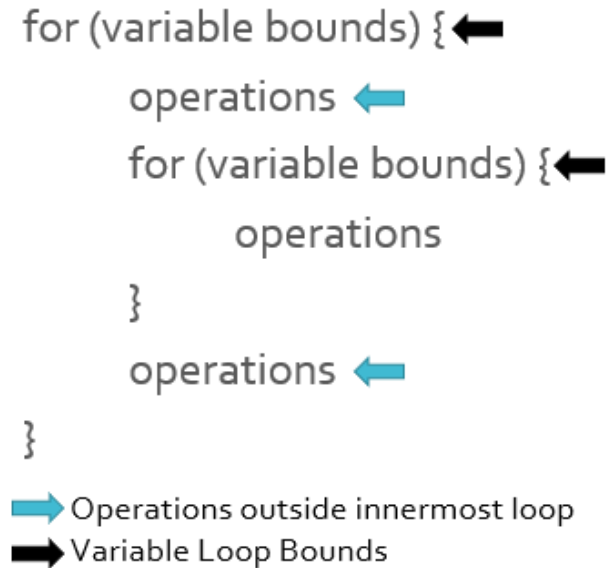 for (variable bounds) {
operations
for (variable bounds) {
operations
}
operations
}
Operations outside innermost loop
Variable Loop Bounds